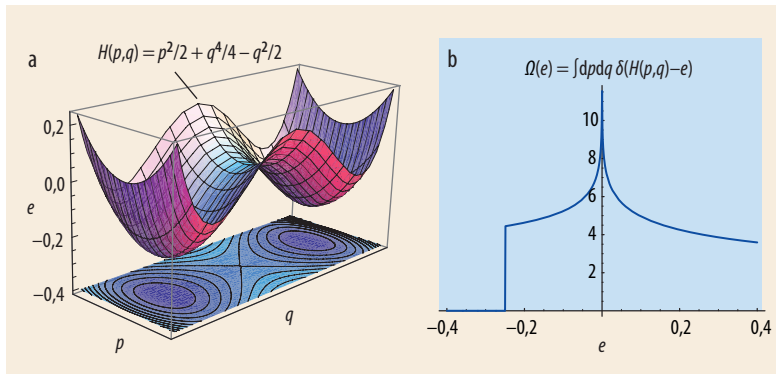 a
H(p,q) = p²/2 + q⁴/4 − q²/2
0,2
0,0
e
−0,2
−0,4
p
q
b
Ω(e) = ∫dpdq δ(H(p,q)−e)
10
8
6
4
2
−0,4
−0,2
0,2
0,4
e